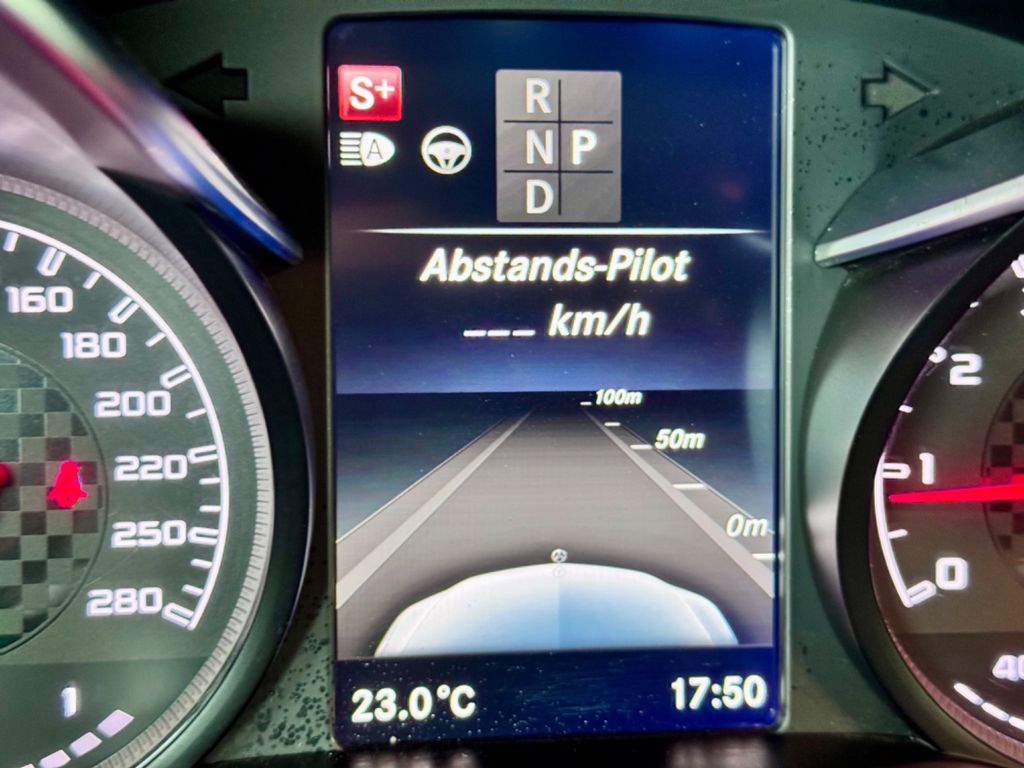 S+
A
R
N P
D
Abstands-Pilot
--- km/h
100m
50m
0m
23.0°C
17:50
160
180
200
220
250
280
1
2
1
0